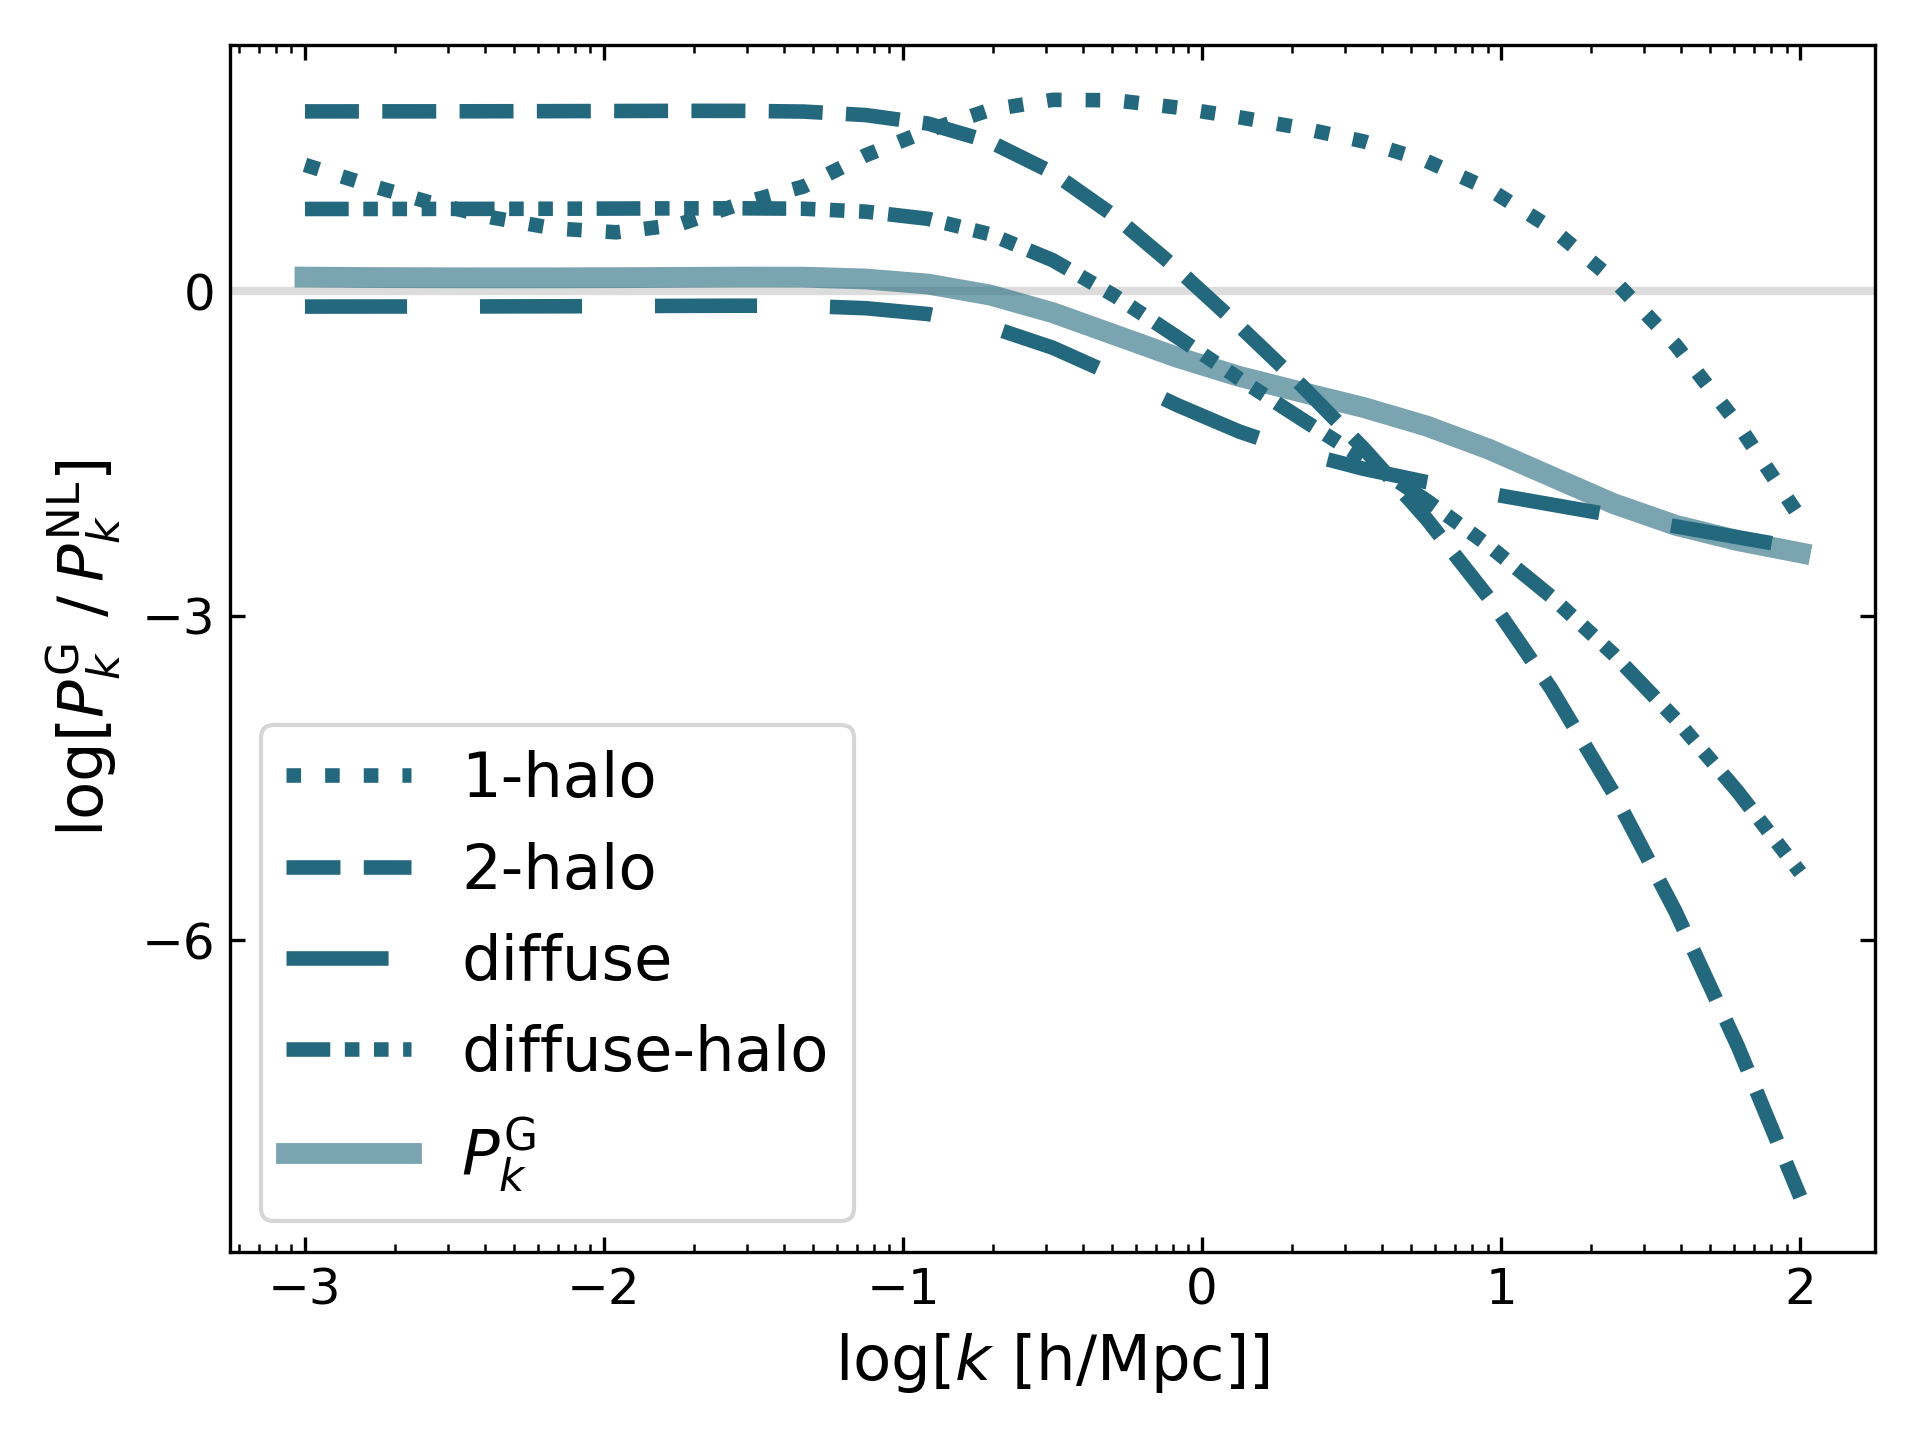 0
−3
−6
log[P_k^G / P_k^NL]
1-halo
2-halo
diffuse
diffuse-halo
P_k^G
−3 −2 −1 0 1 2
log[k [h/Mpc]]